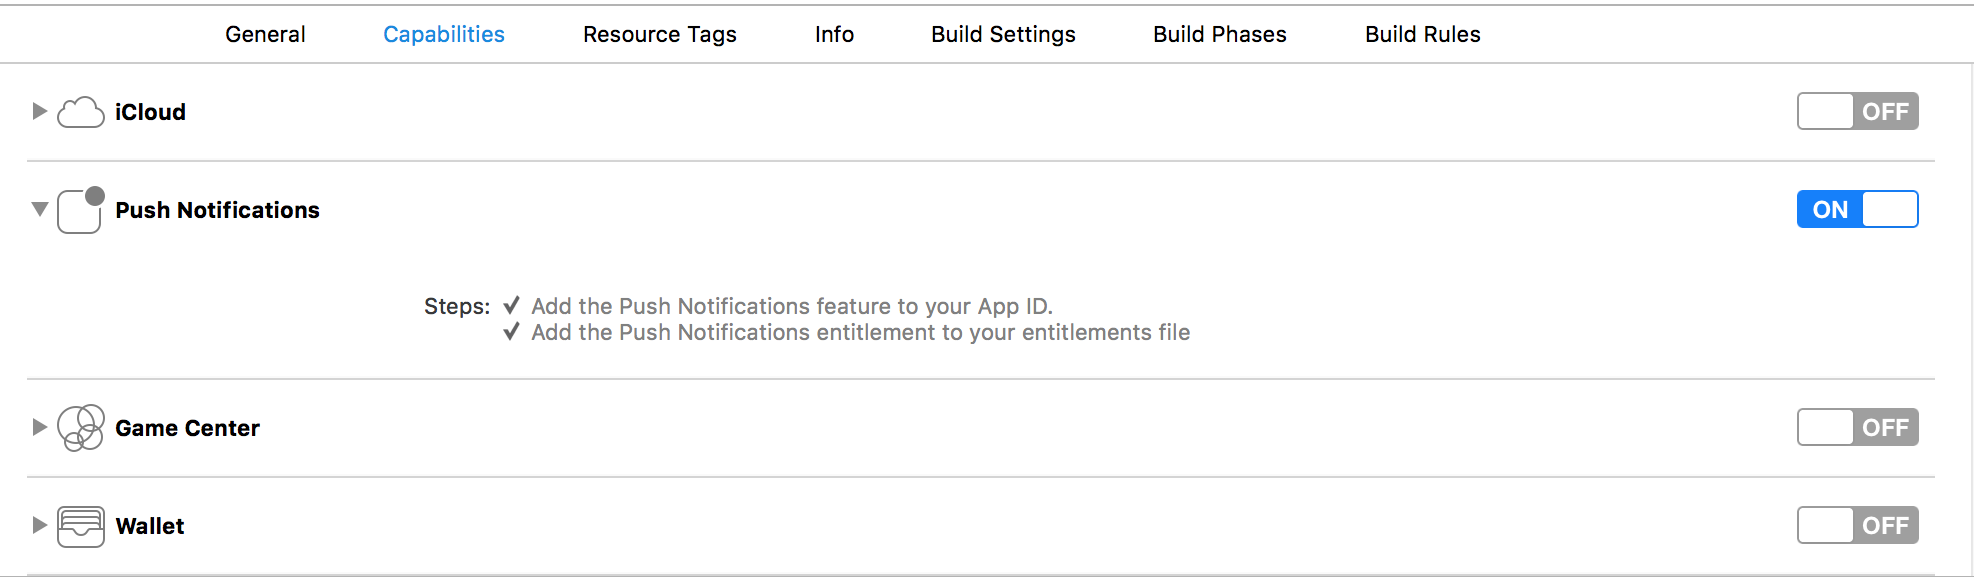 General Capabilities Resource Tags Info Build Settings Build Phases Build Rules
iCloud OFF
Push Notifications ON
Steps: ✓ Add the Push Notifications feature to your App ID.
✓ Add the Push Notifications entitlement to your entitlements file
Game Center OFF
Wallet OFF